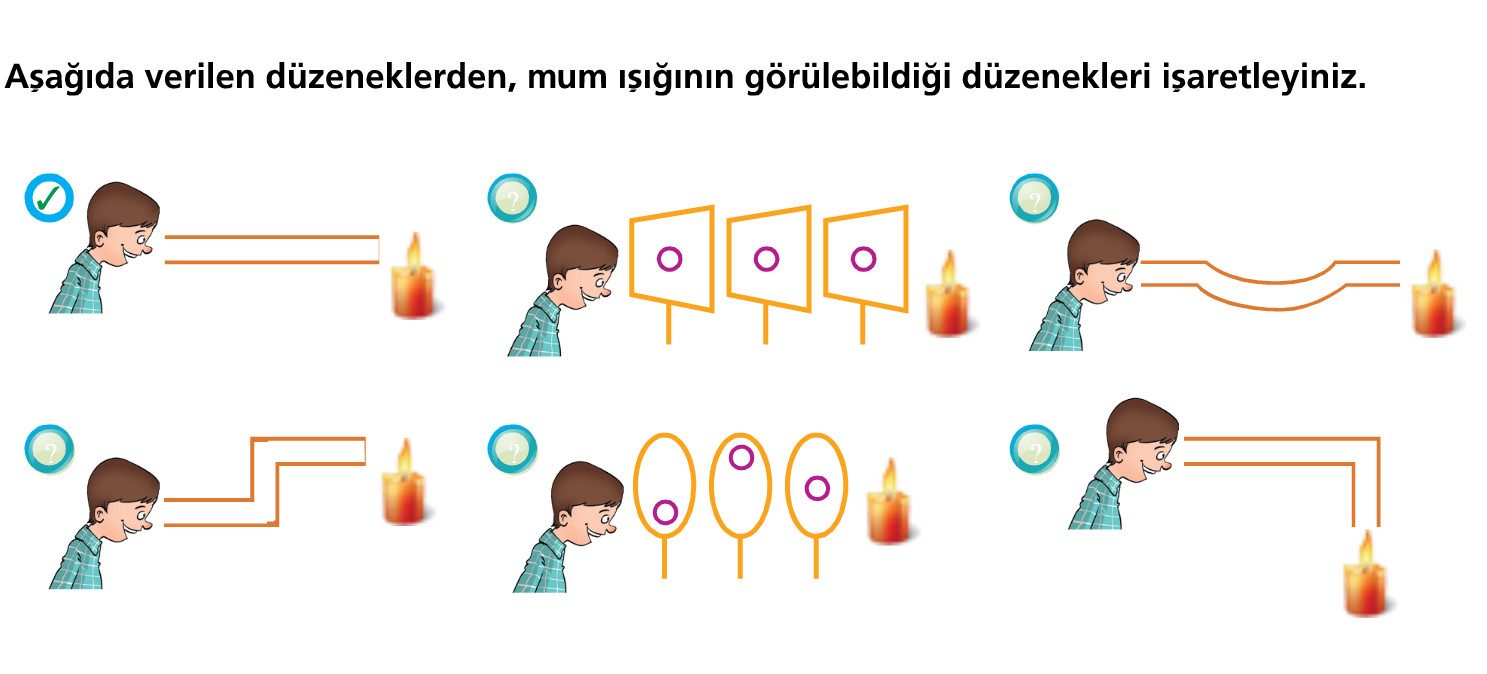 Aşağıda verilen düzeneklerden, mum ışığının görülebildiği düzenekleri işaretleyiniz.
? ?
? ? ?